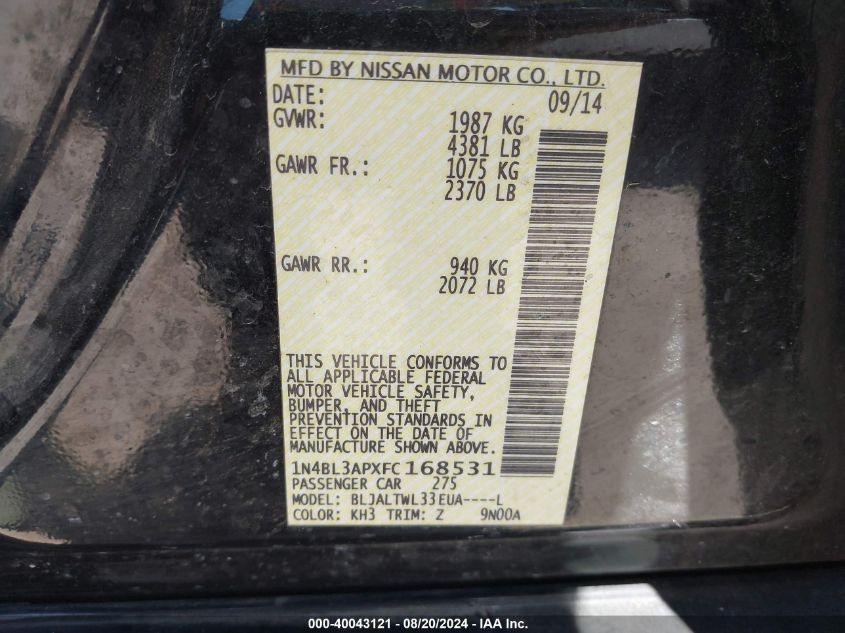 MFD BY NISSAN MOTOR CO., LTD.
DATE: 09/14
GVWR: 1987 KG
4381 LB
GAWR FR.: 1075 KG
2370 LB
GAWR RR.: 940 KG
2072 LB
THIS VEHICLE CONFORMS TO
ALL APPLICABLE FEDERAL
MOTOR VEHICLE SAFETY,
BUMPER, AND THEFT
PREVENTION STANDARDS IN
EFFECT ON THE DATE OF
MANUFACTURE SHOWN ABOVE.
1N4BL3APXFC168531
PASSENGER CAR 275
MODEL: BLJALTWL33EUA----L
COLOR: KH3 TRIM: Z 9N00A
000-40043121 - 08/20/2024 - IAA Inc.